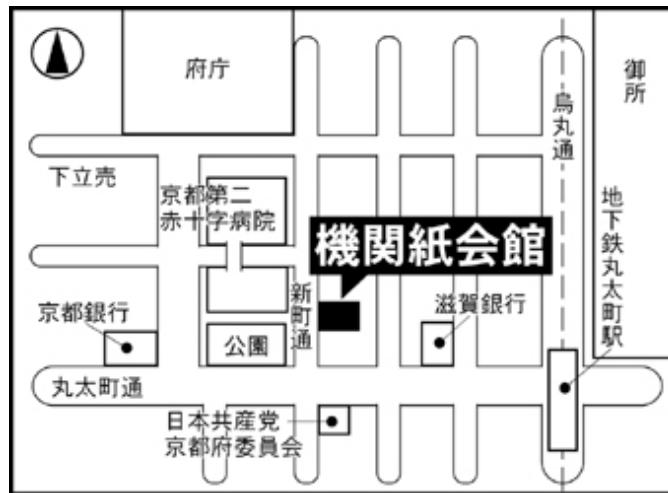 府庁
御所
烏丸通
下立売
京都第二
赤十字病院
機関紙会館
地下鉄丸太町駅
新町通
滋賀銀行
京都銀行
公園
丸太町通
日本共産党
京都府委員会